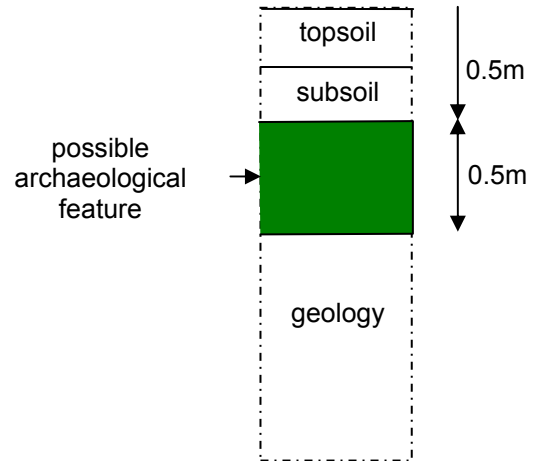 topsoil
0.5m
subsoil
possible
archaeological
feature
0.5m
geology